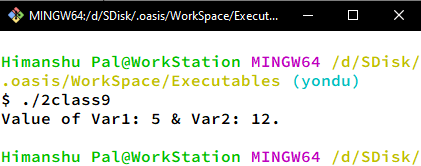 MINGW64:/d/SDisk/.oasis/WorkSpace/Execut
Himanshu Pal@WorkStation MINGW64 /d/SDisk/
.oasis/WorkSpace/Executables (yondu)
$ ./2class9
Value of Var1: 5 & Var2: 12.
Himanshu Pal@WorkStation MINGW64 /d/SDisk/